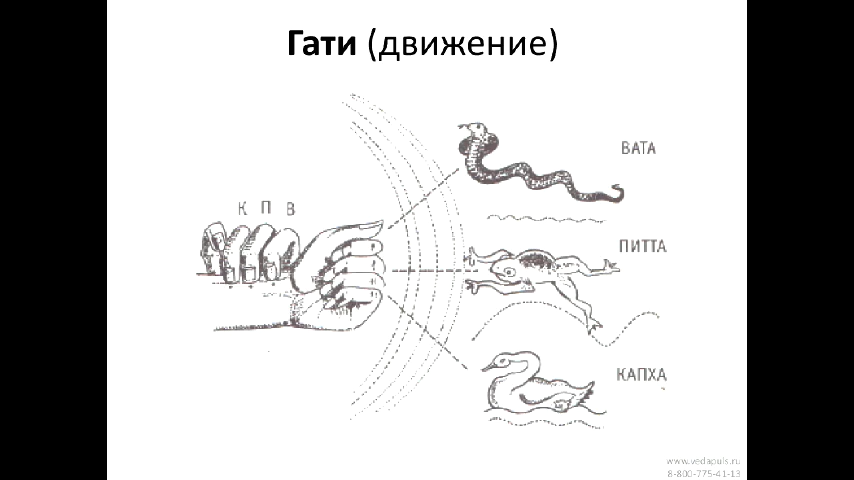 Гати (движение)
ВАТА
К П В
ПИТТА
КАПХА
www.vedapuls.ru
8-800-775-41-13